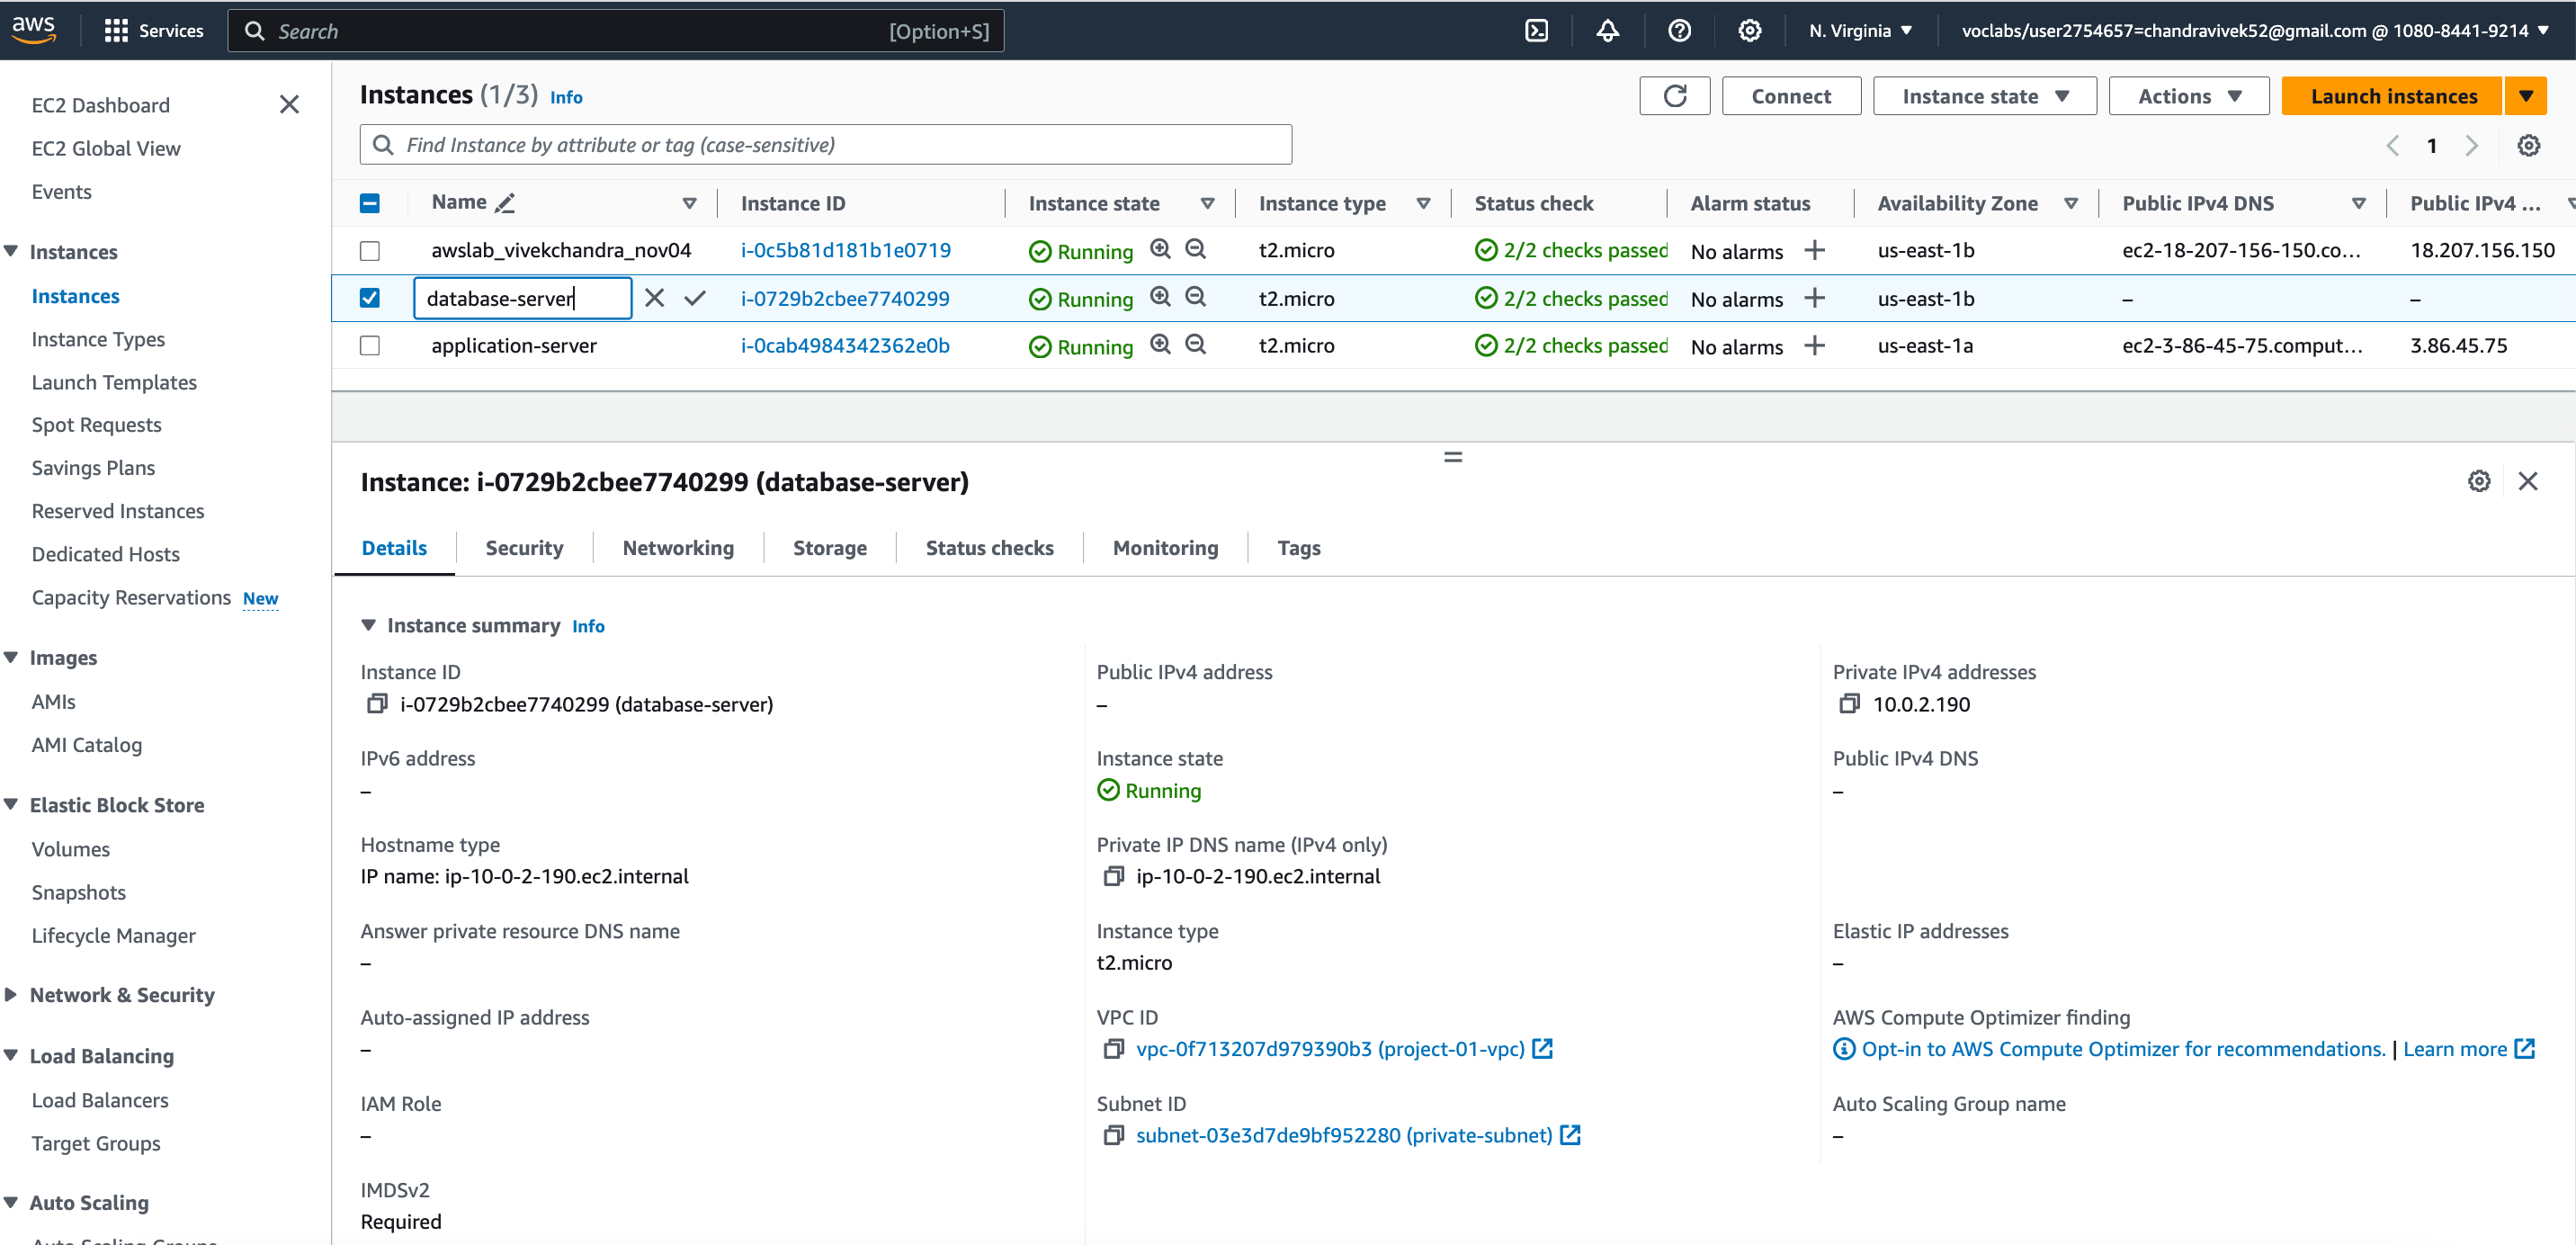 aws
Services
Search
[Option+S]
N. Virginia
voclabs/user2754657=chandravivek52@gmail.com @ 1080-8441-9214
EC2 Dashboard
EC2 Global View
Events
Instances
Instances
Instance Types
Launch Templates
Spot Requests
Savings Plans
Reserved Instances
Dedicated Hosts
Capacity Reservations New
Images
AMIs
AMI Catalog
Elastic Block Store
Volumes
Snapshots
Lifecycle Manager
Network & Security
Load Balancing
Load Balancers
Target Groups
Auto Scaling
Auto Scaling Groups
Instances (1/3) Info
Connect
Instance state
Actions
Launch instances
Find Instance by attribute or tag (case-sensitive)
1
Name Instance ID Instance state Instance type Status check Alarm status Availability Zone Public IPv4 DNS Public IPv4 ...
awslab_vivekchandra_nov04 i-0c5b81d181b1e0719 Running t2.micro 2/2 checks passed No alarms us-east-1b ec2-18-207-156-150.co... 18.207.156.150
database-server i-0729b2cbee7740299 Running t2.micro 2/2 checks passed No alarms us-east-1b – –
application-server i-0cab4984342362e0b Running t2.micro 2/2 checks passed No alarms us-east-1a ec2-3-86-45-75.comput... 3.86.45.75
Instance: i-0729b2cbee7740299 (database-server)
Details Security Networking Storage Status checks Monitoring Tags
Instance summary Info
Instance ID
i-0729b2cbee7740299 (database-server)
Public IPv4 address
–
Private IPv4 addresses
10.0.2.190
IPv6 address
–
Instance state
Running
Public IPv4 DNS
–
Hostname type
IP name: ip-10-0-2-190.ec2.internal
Private IP DNS name (IPv4 only)
ip-10-0-2-190.ec2.internal
Answer private resource DNS name
–
Instance type
t2.micro
Elastic IP addresses
–
Auto-assigned IP address
–
VPC ID
vpc-0f713207d979390b3 (project-01-vpc)
AWS Compute Optimizer finding
Opt-in to AWS Compute Optimizer for recommendations. | Learn more
IAM Role
–
Subnet ID
subnet-03e3d7de9bf952280 (private-subnet)
Auto Scaling Group name
–
IMDSv2
Required